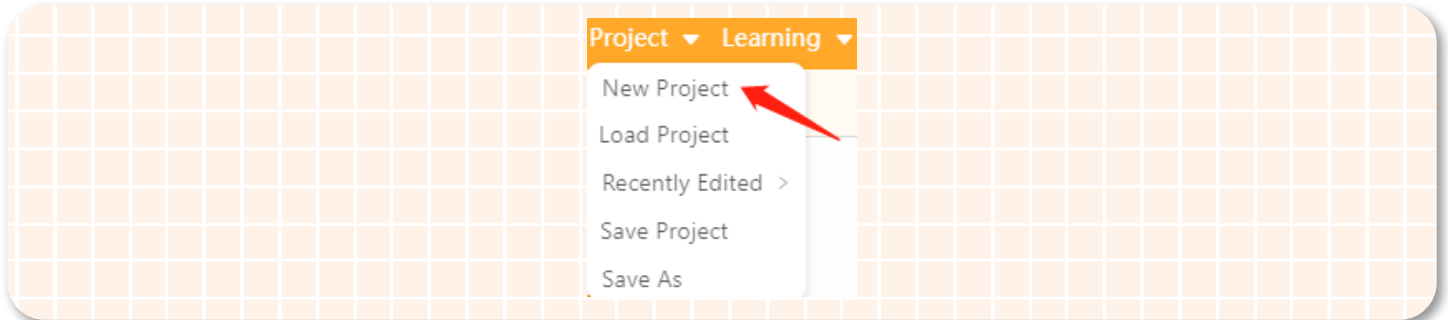 Project Learning
New Project
Load Project
Recently Edited >
Save Project
Save As